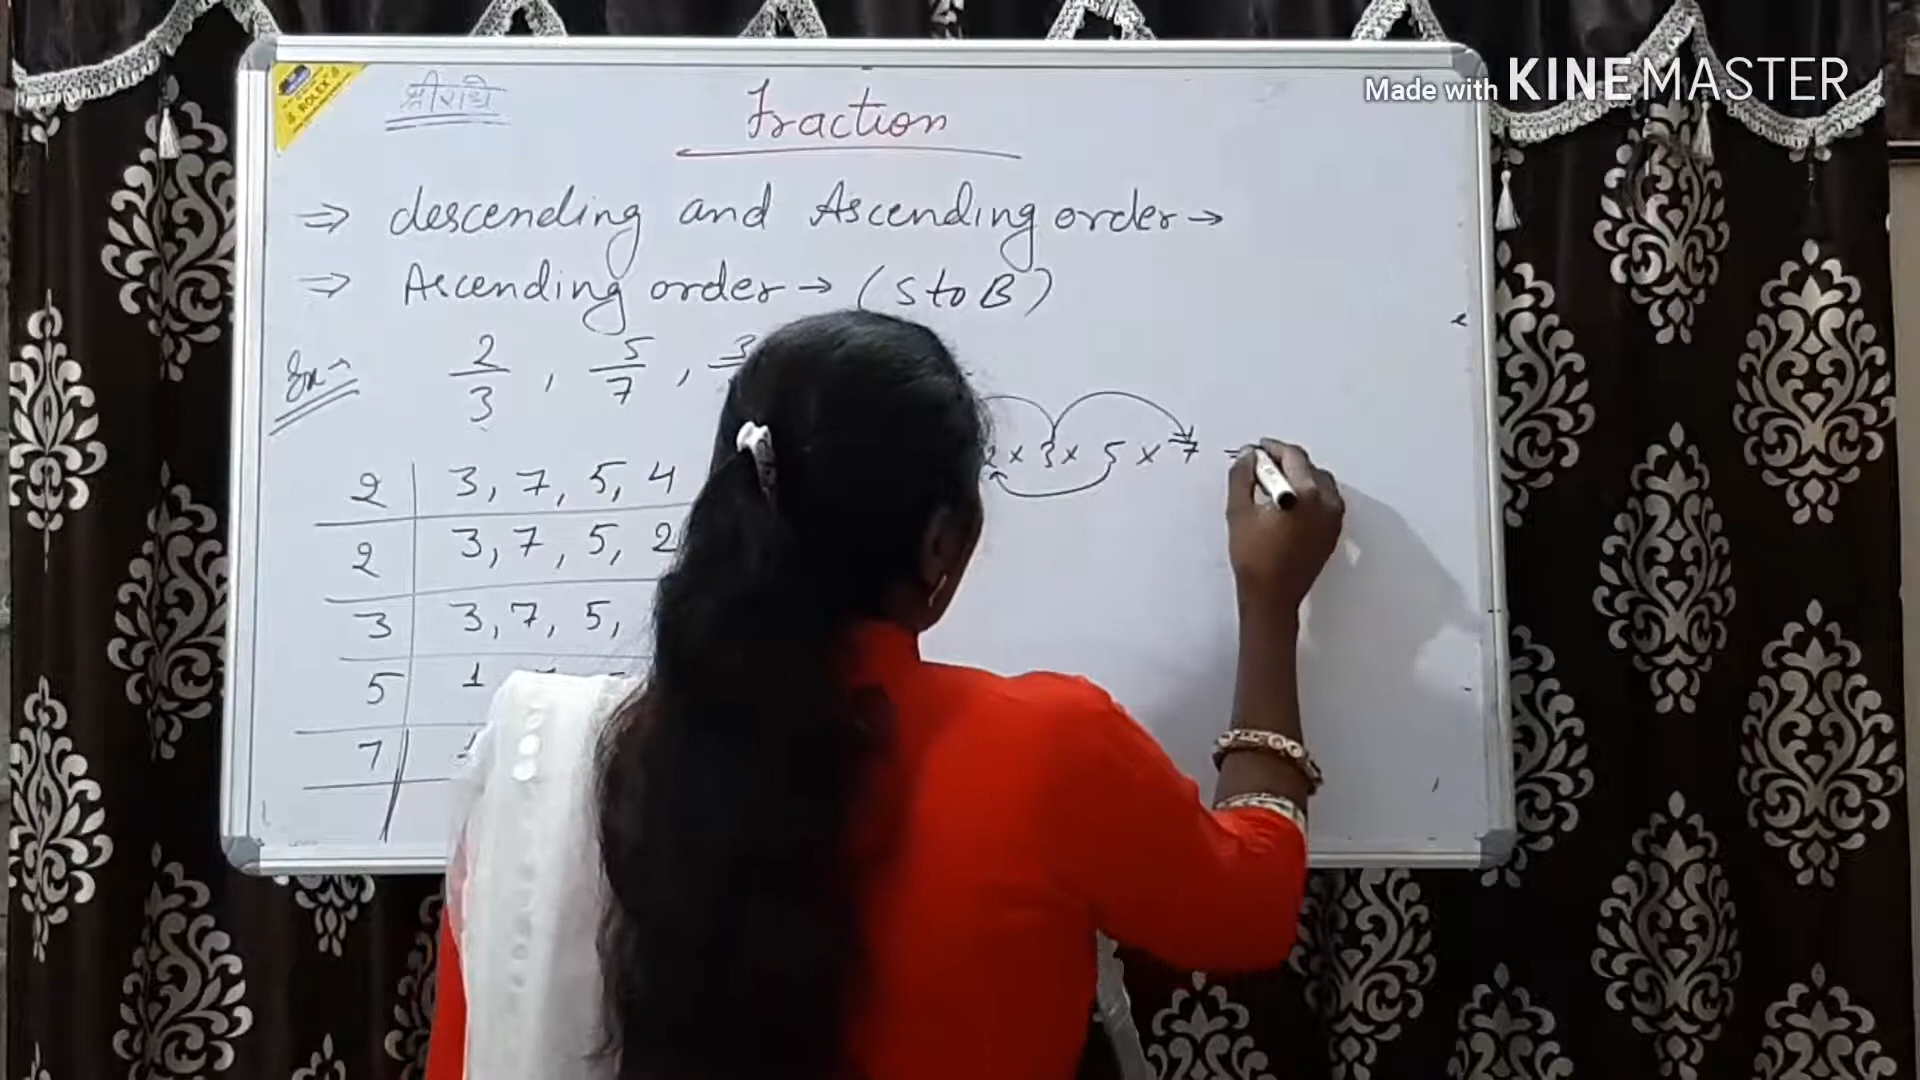 Made with KINEMASTER
ROLEX
श्री राधे
Fraction
⇒ descending and Ascending order →
⇒ Ascending order → (S to B)
Ex→ 2/3, 5/7, 3
2 × 3 × 5 × 7 =
2 | 3, 7, 5, 4
2 | 3, 7, 5, 2
3 | 3, 7, 5,
5 | 1
7 |